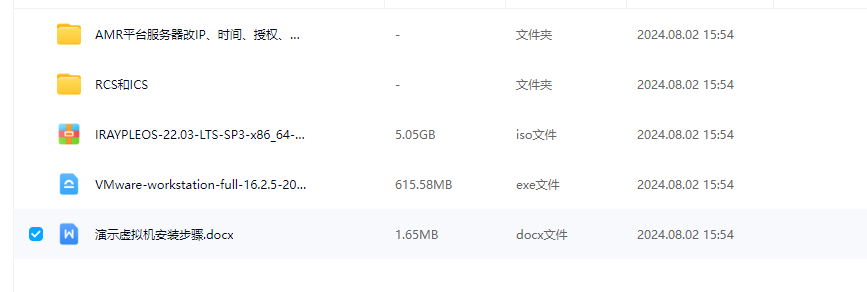 AMR平台服务器改IP、时间、授权、... - 文件夹 2024.08.02 15:54
RCS和ICS - 文件夹 2024.08.02 15:54
IRAYPLEOS-22.03-LTS-SP3-x86_64-... 5.05GB iso文件 2024.08.02 15:54
VMware-workstation-full-16.2.5-20... 615.58MB exe文件 2024.08.02 15:54
演示虚拟机安装步骤.docx 1.65MB docx文件 2024.08.02 15:54